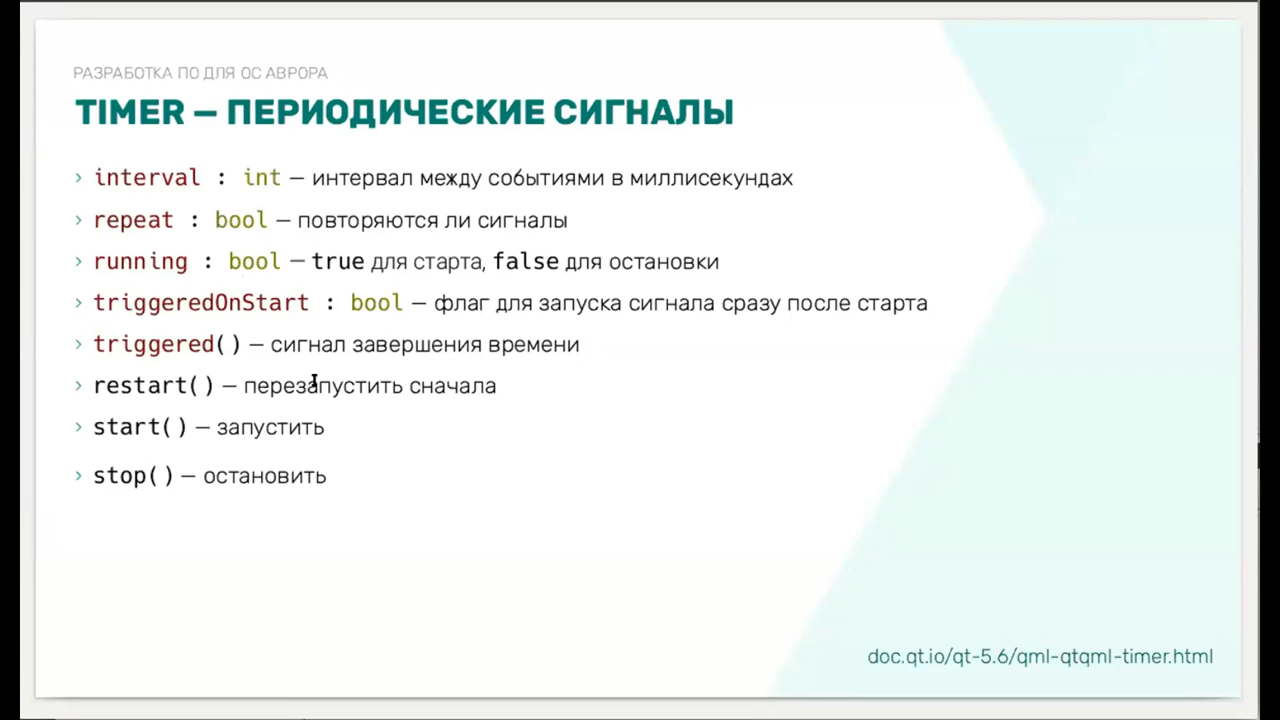 РАЗРАБОТКА ПО ДЛЯ ОС АВРОРА
TIMER — ПЕРИОДИЧЕСКИЕ СИГНАЛЫ
› interval : int — интервал между событиями в миллисекундах
› repeat : bool — повторяются ли сигналы
› running : bool — true для старта, false для остановки
› triggeredOnStart : bool — флаг для запуска сигнала сразу после старта
› triggered() — сигнал завершения времени
› restart() — перезапустить сначала
› start() — запустить
› stop() — остановить
doc.qt.io/qt-5.6/qml-qtqml-timer.html